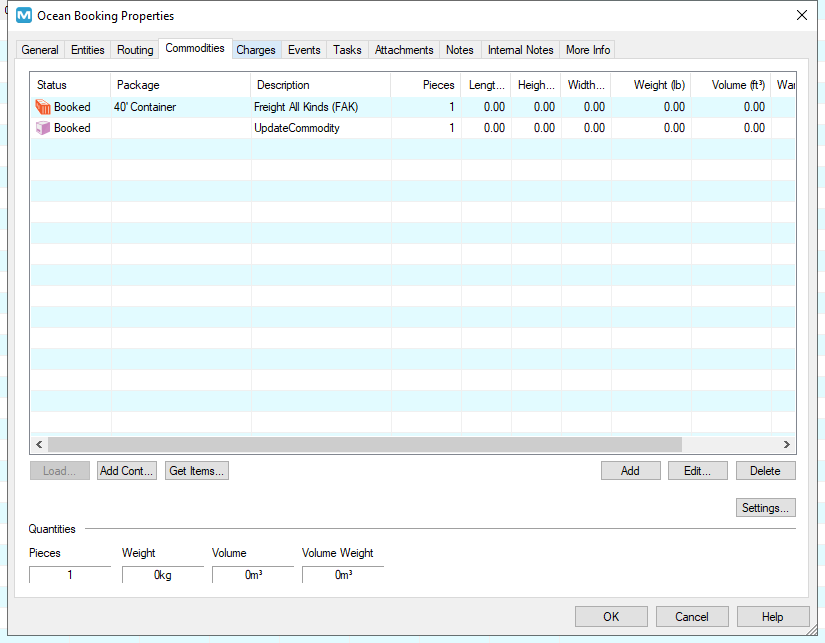 Ocean Booking Properties
General Entities Routing Commodities Charges Events Tasks Attachments Notes Internal Notes More Info
Status Package Description Pieces Lengt... Heigh... Width... Weight (lb) Volume (ft³) War
Booked 40' Container Freight All Kinds (FAK) 1 0.00 0.00 0.00 0.00 0.00
Booked UpdateCommodity 1 0.00 0.00 0.00 0.00 0.00
Load... Add Cont... Get Items... Add Edit... Delete
Settings...
Quantities
Pieces Weight Volume Volume Weight
1 0kg 0m³ 0m³
OK Cancel Help